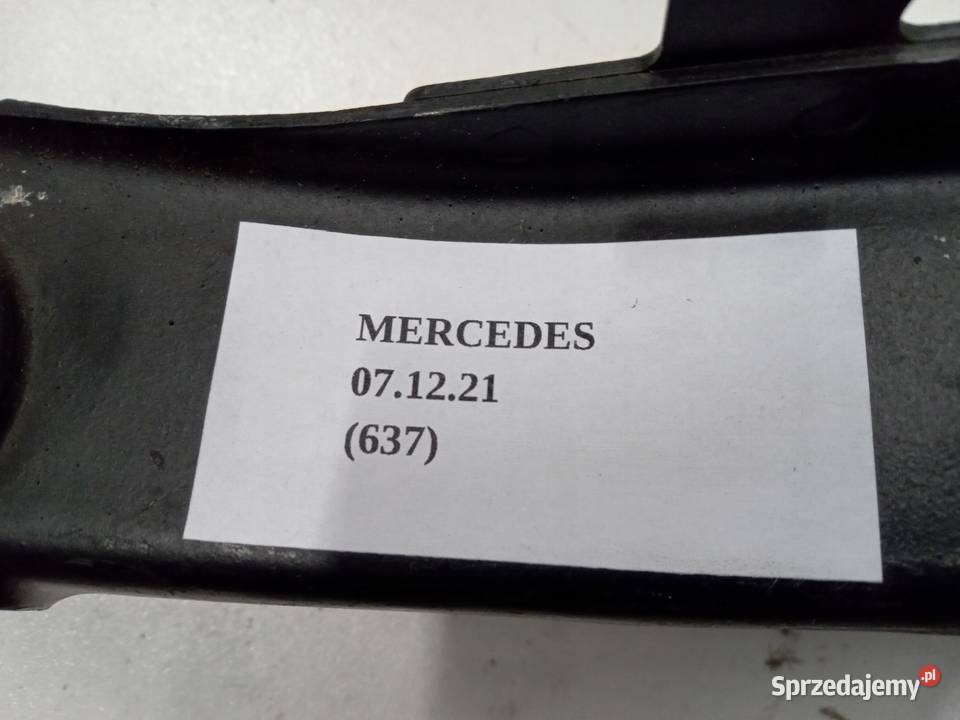 MERCEDES
07.12.21
(637)
Sprzedajemy.pl